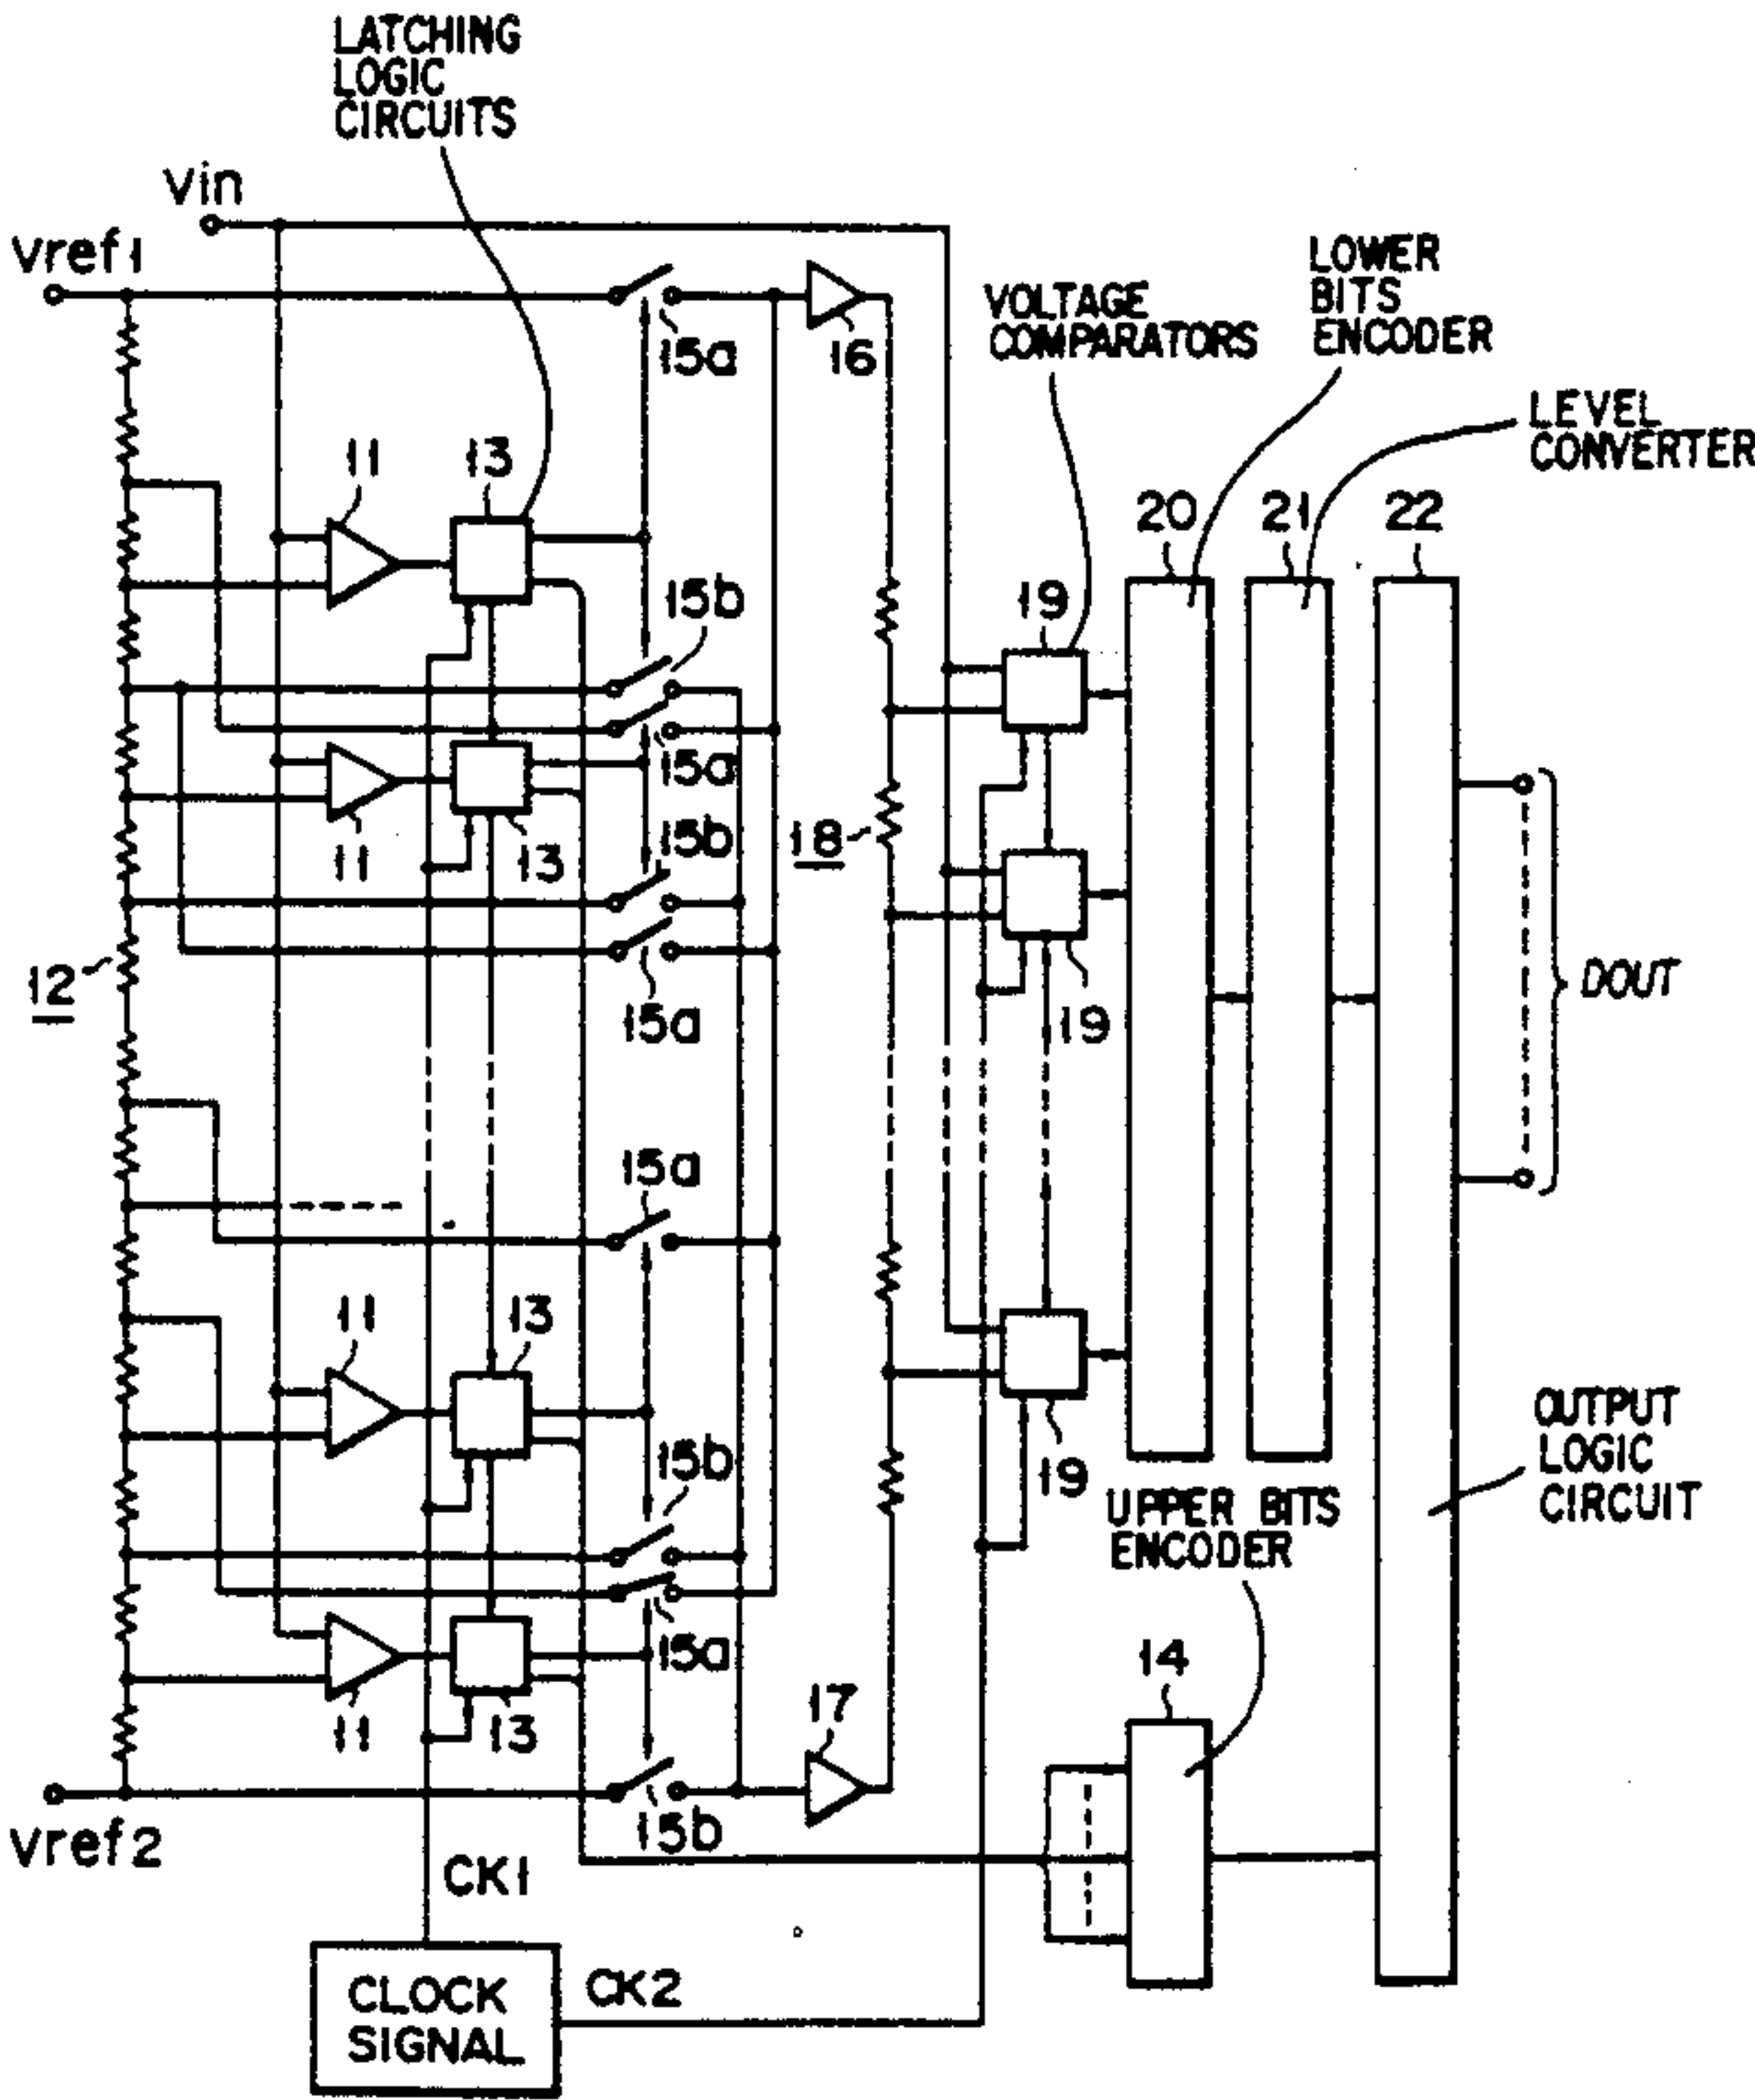 LATCHING
LOGIC
CIRCUITS
Vin
Vref1
15a
16
VOLTAGE
COMPARATORS
LOWER
BITS
ENCODER
LEVEL
CONVERTER
11
13
20
21
22
15b
19
15a
11
13
15b
18
12
15a
19
DOUT
15a
11
13
15b
19
UPPER BITS
ENCODER
OUTPUT
LOGIC
CIRCUIT
15a
11
13
17
14
Vref2
15b
CK1
CK2
CLOCK
SIGNAL